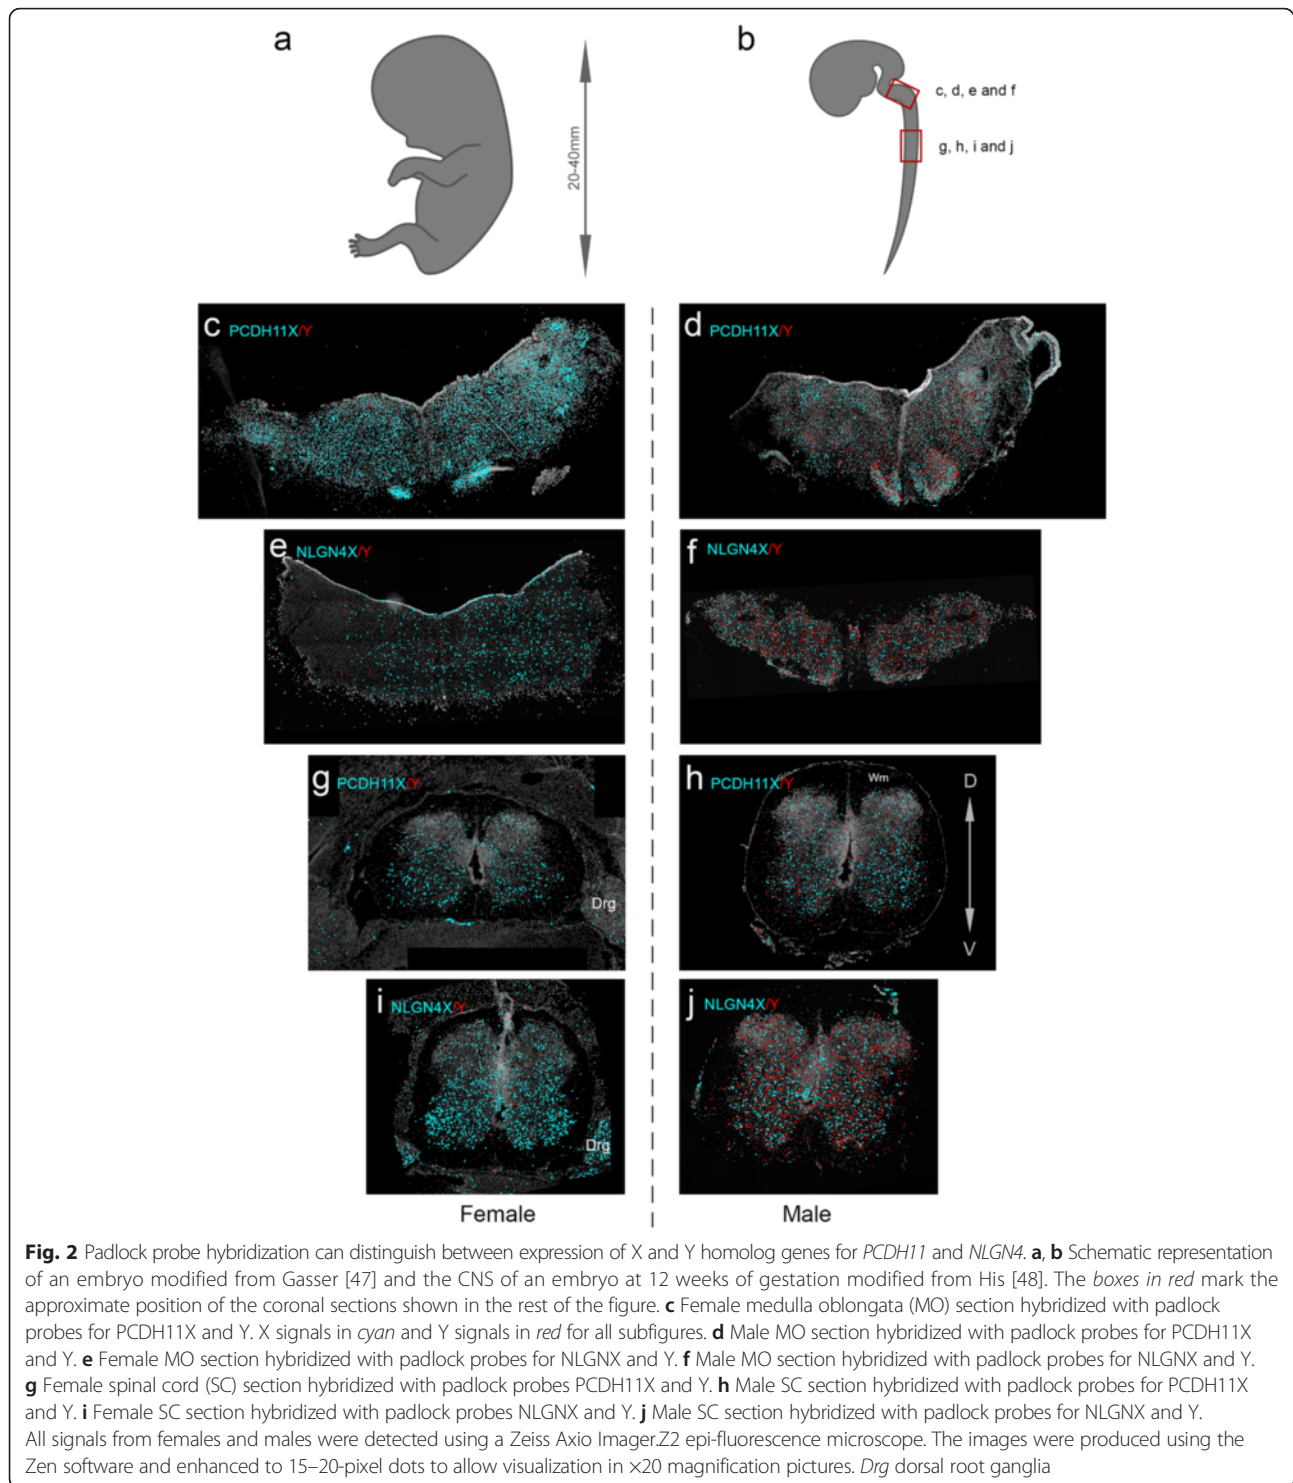 a
b
20-40mm
c, d, e and f
g, h, i and j
c PCDH11X/Y
d PCDH11X/Y
e NLGN4X/Y
f NLGN4X/Y
g PCDH11X/Y
Drg
h PCDH11X/Y
Wm
D
V
i NLGN4X/Y
Drg
j NLGN4X/Y
Female
Male
Fig. 2 Padlock probe hybridization can distinguish between expression of X and Y homolog genes for PCDH11 and NLGN4. a, b Schematic representation
of an embryo modified from Gasser [47] and the CNS of an embryo at 12 weeks of gestation modified from His [48]. The boxes in red mark the
approximate position of the coronal sections shown in the rest of the figure. c Female medulla oblongata (MO) section hybridized with padlock
probes for PCDH11X and Y. X signals in cyan and Y signals in red for all subfigures. d Male MO section hybridized with padlock probes for PCDH11X
and Y. e Female MO section hybridized with padlock probes for NLGNX and Y. f Male MO section hybridized with padlock probes for NLGNX and Y.
g Female spinal cord (SC) section hybridized with padlock probes PCDH11X and Y. h Male SC section hybridized with padlock probes for PCDH11X
and Y. i Female SC section hybridized with padlock probes NLGNX and Y. j Male SC section hybridized with padlock probes for NLGNX and Y.
All signals from females and males were detected using a Zeiss Axio Imager.Z2 epi-fluorescence microscope. The images were produced using the
Zen software and enhanced to 15–20-pixel dots to allow visualization in ×20 magnification pictures. Drg dorsal root ganglia